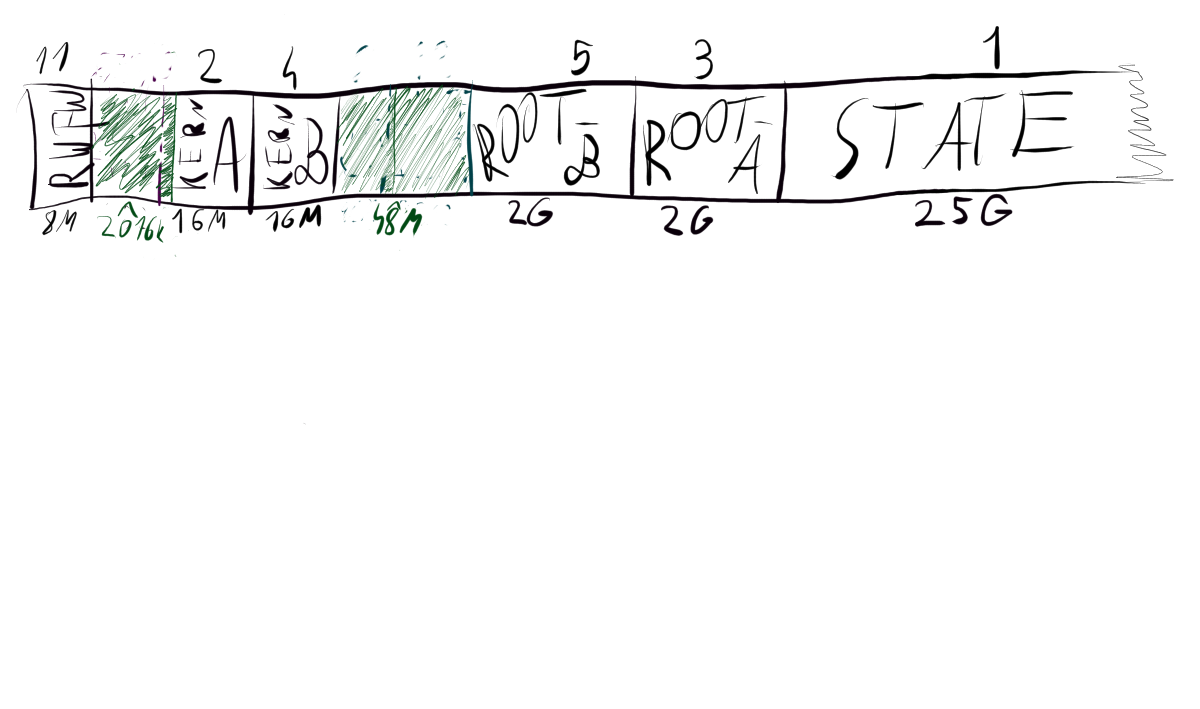 11 2 4 5 3 1
RWFW KERN A KERN B ROOT-B ROOT-A STATE
8M 2016k 16M 16M 48M 2G 2G 25G